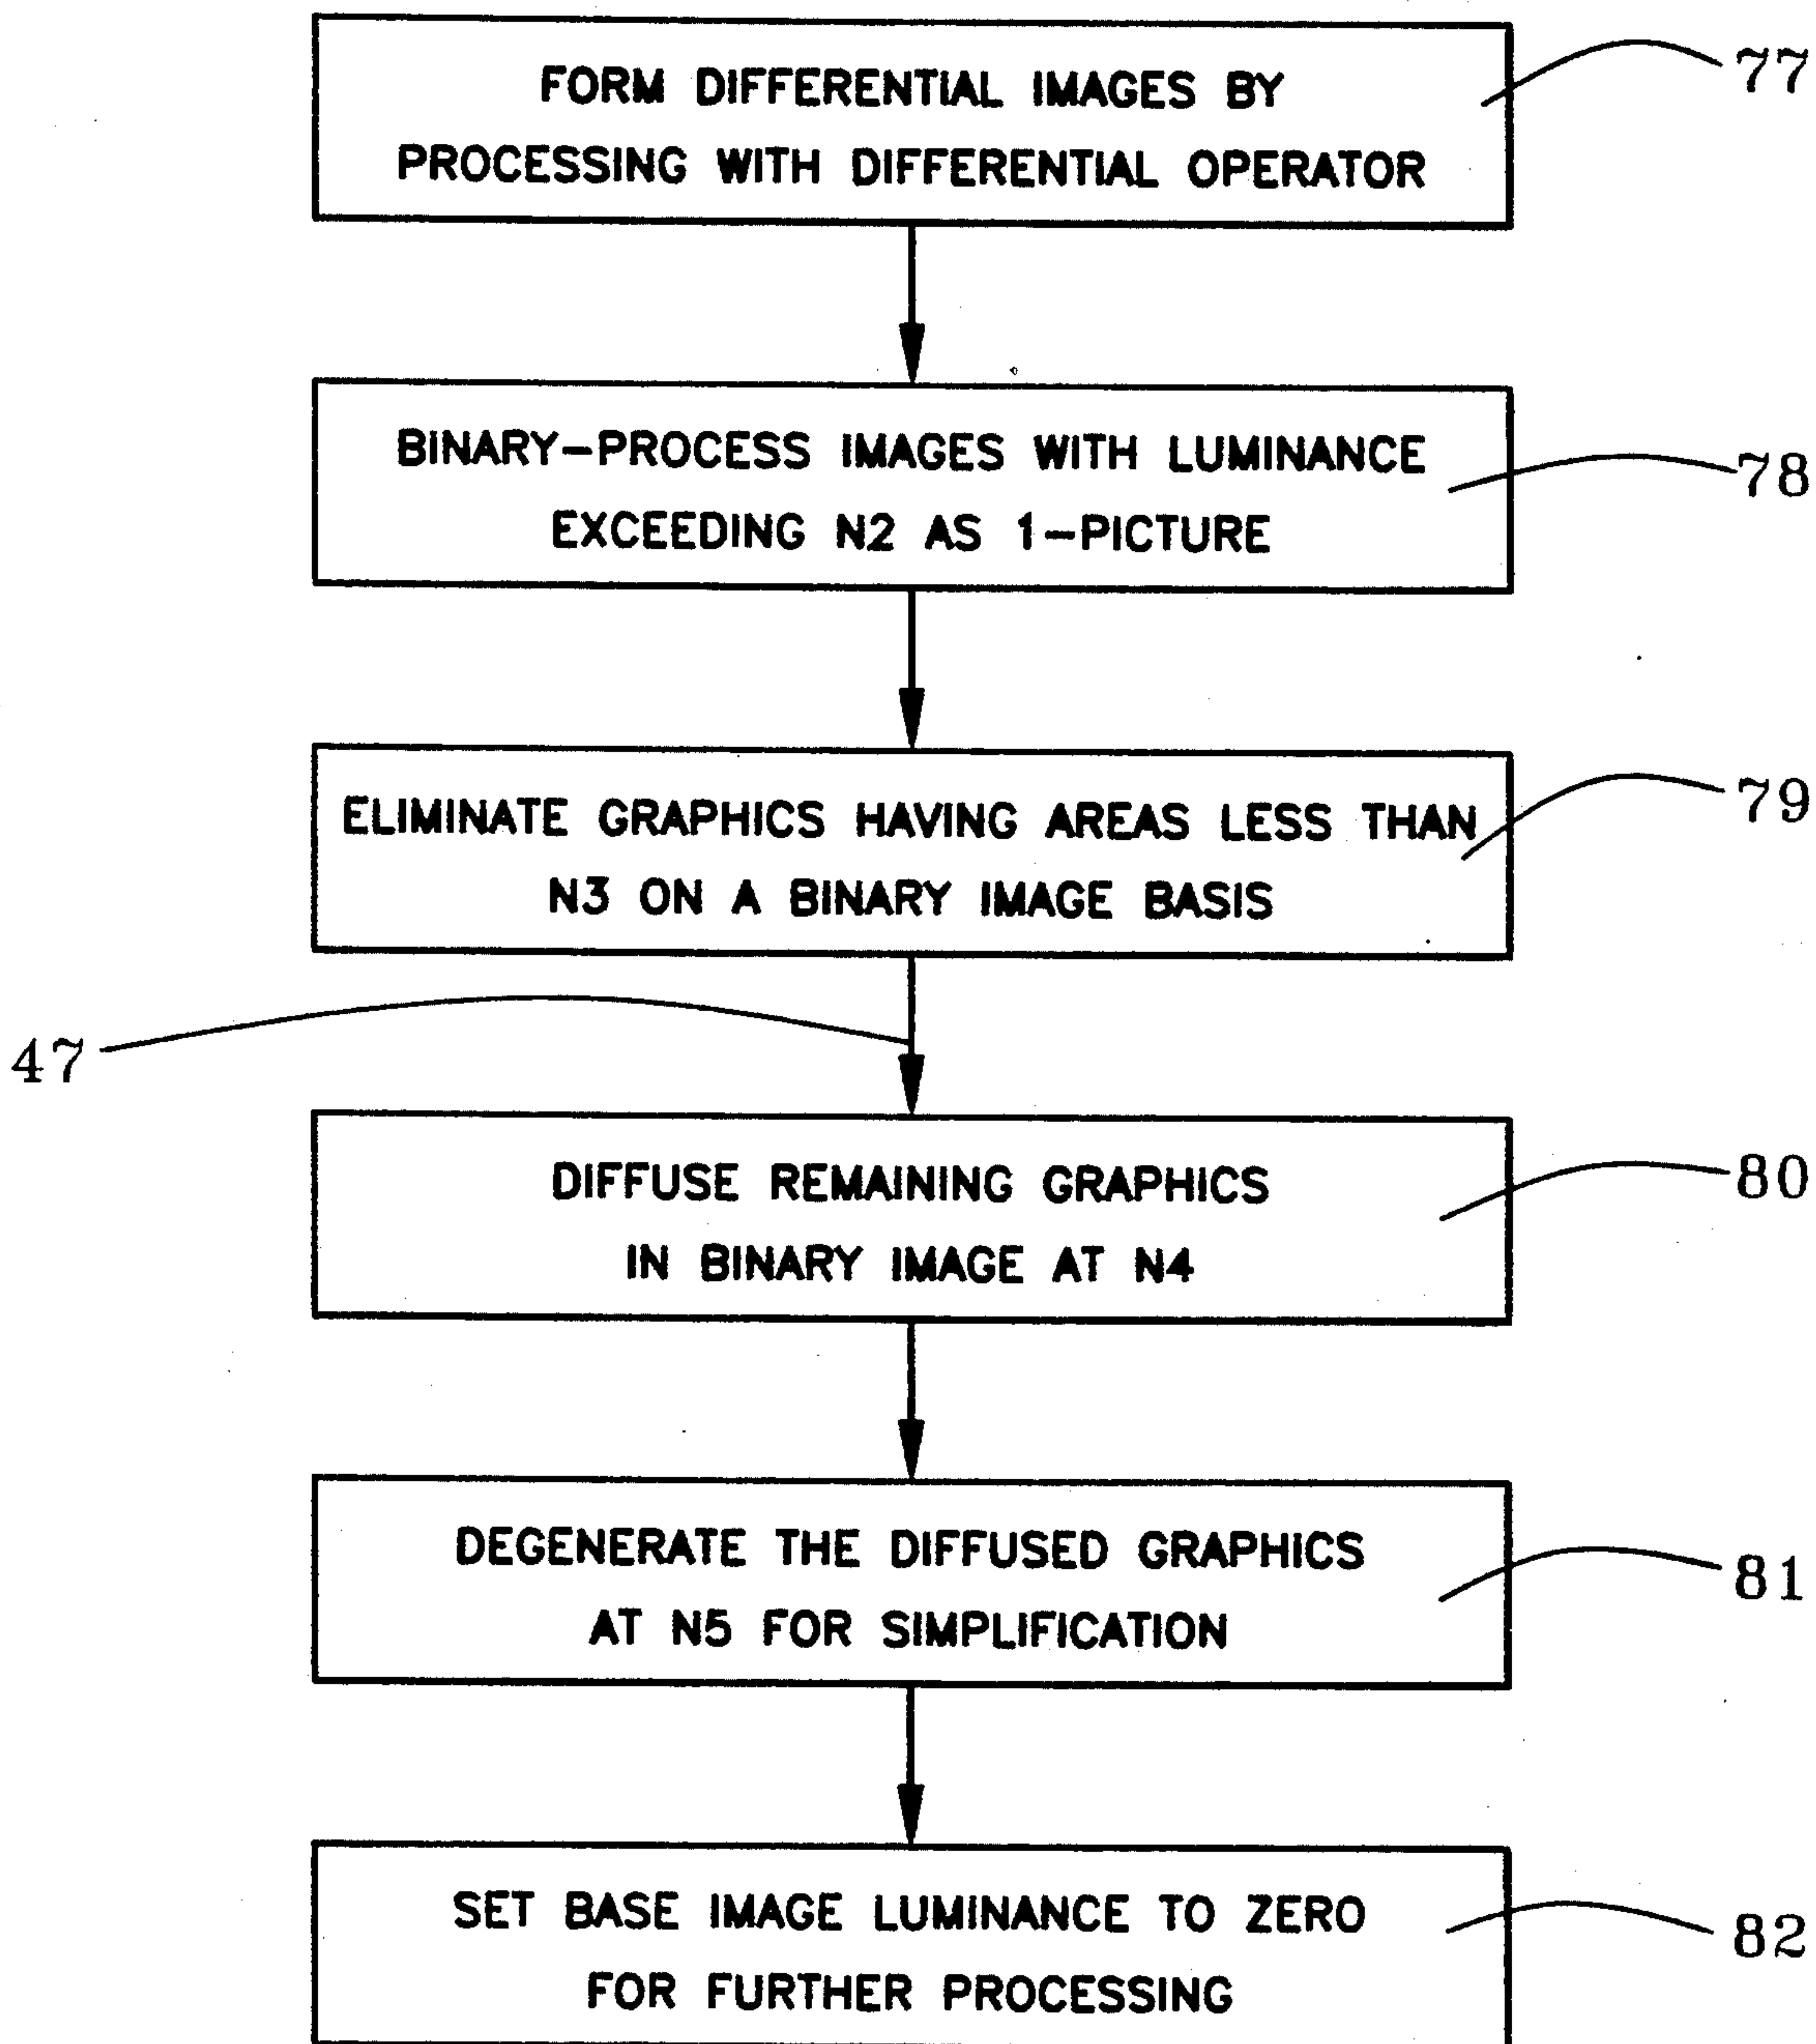 FORM DIFFERENTIAL IMAGES BY
PROCESSING WITH DIFFERENTIAL OPERATOR
77
BINARY-PROCESS IMAGES WITH LUMINANCE
EXCEEDING N2 AS 1-PICTURE
78
ELIMINATE GRAPHICS HAVING AREAS LESS THAN
N3 ON A BINARY IMAGE BASIS
79
47
DIFFUSE REMAINING GRAPHICS
IN BINARY IMAGE AT N4
80
DEGENERATE THE DIFFUSED GRAPHICS
AT N5 FOR SIMPLIFICATION
81
SET BASE IMAGE LUMINANCE TO ZERO
FOR FURTHER PROCESSING
82